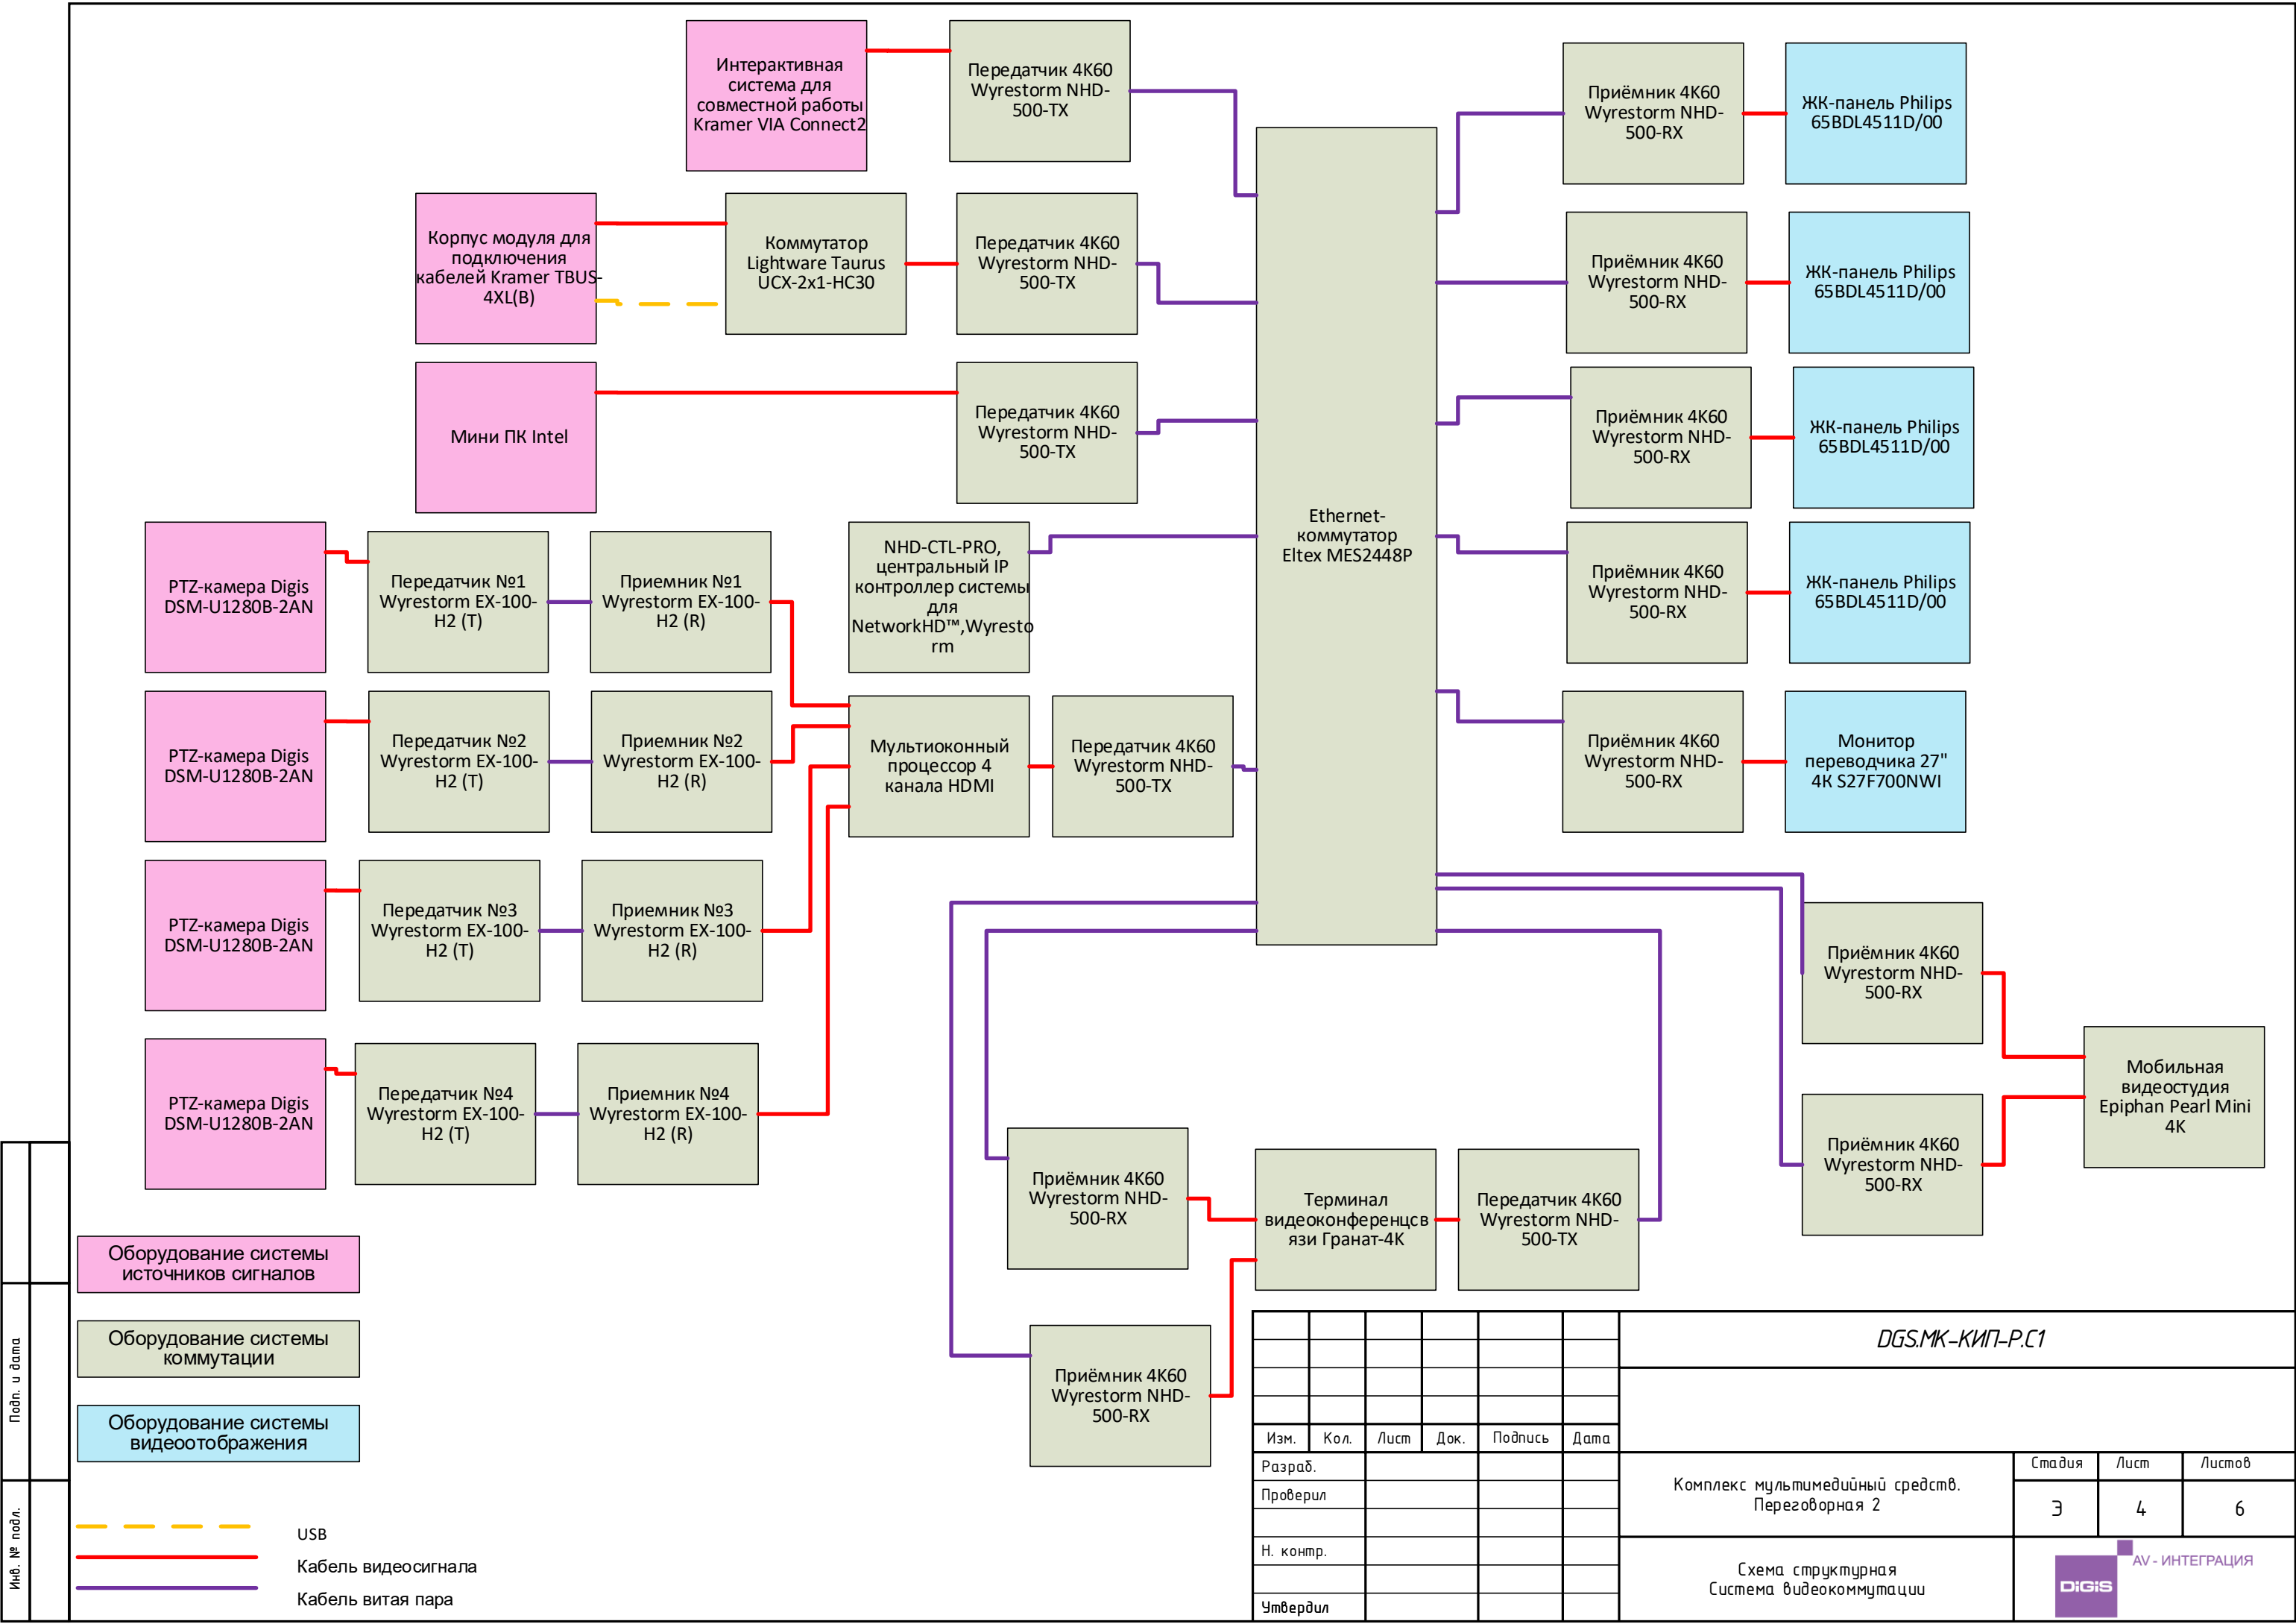 Интерактивная
система для
совместной работы
Kramer VIA Connect2
Передатчик 4K60
Wyrestorm NHD-
500-TX
Приёмник 4K60
Wyrestorm NHD-
500-RX
ЖК-панель Philips
65BDL4511D/00
Корпус модуля для
подключения
кабелей Kramer TBUS-
4XL(B)
Коммутатор
Lightware Taurus
UCX-2x1-HC30
Передатчик 4K60
Wyrestorm NHD-
500-TX
Приёмник 4K60
Wyrestorm NHD-
500-RX
ЖК-панель Philips
65BDL4511D/00
Мини ПК Intel
Передатчик 4K60
Wyrestorm NHD-
500-TX
Приёмник 4K60
Wyrestorm NHD-
500-RX
ЖК-панель Philips
65BDL4511D/00
Ethernet-
коммутатор
Eltex MES2448P
PTZ-камера Digis
DSM-U1280B-2AN
Передатчик №1
Wyrestorm EX-100-
H2 (T)
Приемник №1
Wyrestorm EX-100-
H2 (R)
NHD-CTL-PRO,
центральный IP
контроллер системы
для
NetworkHD™,Wyresto
rm
Приёмник 4K60
Wyrestorm NHD-
500-RX
ЖК-панель Philips
65BDL4511D/00
PTZ-камера Digis
DSM-U1280B-2AN
Передатчик №2
Wyrestorm EX-100-
H2 (T)
Приемник №2
Wyrestorm EX-100-
H2 (R)
Мультиоконный
процессор 4
канала HDMI
Передатчик 4K60
Wyrestorm NHD-
500-TX
Приёмник 4K60
Wyrestorm NHD-
500-RX
Монитор
переводчика 27"
4K S27F700NWI
PTZ-камера Digis
DSM-U1280B-2AN
Передатчик №3
Wyrestorm EX-100-
H2 (T)
Приемник №3
Wyrestorm EX-100-
H2 (R)
Приёмник 4K60
Wyrestorm NHD-
500-RX
PTZ-камера Digis
DSM-U1280B-2AN
Передатчик №4
Wyrestorm EX-100-
H2 (T)
Приемник №4
Wyrestorm EX-100-
H2 (R)
Мобильная
видеостудия
Epiphan Pearl Mini
4K
Приёмник 4K60
Wyrestorm NHD-
500-RX
Приёмник 4K60
Wyrestorm NHD-
500-RX
Терминал
видеоконференцсв
язи Гранат-4K
Передатчик 4K60
Wyrestorm NHD-
500-TX
Приёмник 4K60
Wyrestorm NHD-
500-RX
Оборудование системы
источников сигналов
Оборудование системы
коммутации
Оборудование системы
видеоотображения
USB
Кабель видеосигнала
Кабель витая пара
Подп. и дата
Инв. № подл.
DGS.МК-КИП-Р.С1
Изм. Кол. Лист Док. Подпись Дата
Разраб.
Проверил
Н. контр.
Утвердил
Комплекс мультимедийный средств.
Переговорная 2
Стадия Лист Листов
Э 4 6
Схема структурная
Система видеокоммутации
DiGiS
AV - ИНТЕГРАЦИЯ